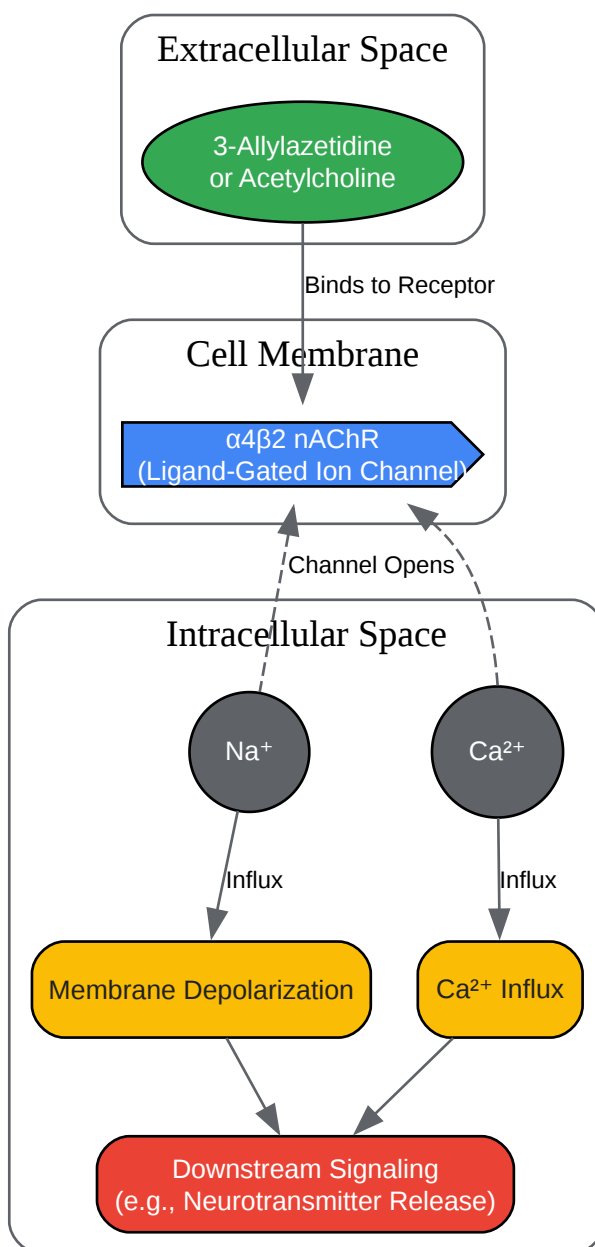 Extracellular Space
3-Allylazetidine
or Acetylcholine
Binds to Receptor
Cell Membrane
α4β2 nAChR
(Ligand-Gated Ion Channel)
Channel Opens
Intracellular Space
Na⁺
Ca²⁺
Influx
Influx
Membrane Depolarization
Ca²⁺ Influx
Downstream Signaling
(e.g., Neurotransmitter Release)